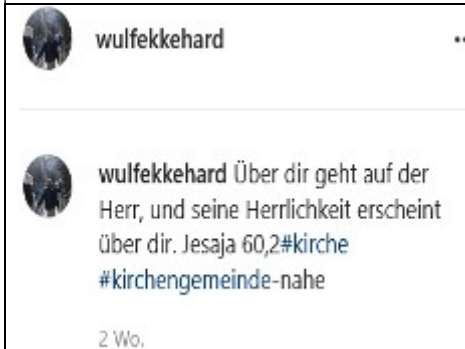 wulfekkehard
wulfekkehard Über dir geht auf der
Herr, und seine Herrlichkeit erscheint
über dir. Jesaja 60,2#kirche
#kirchengemeinde-nahe
2 Wo.